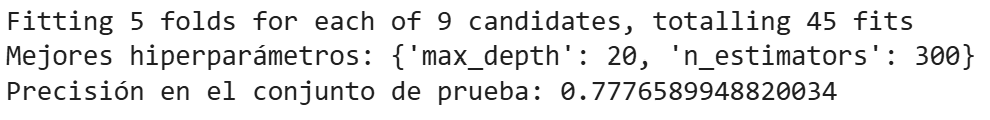 Fitting 5 folds for each of 9 candidates, totalling 45 fits
Mejores hiperparámetros: {'max_depth': 20, 'n_estimators': 300}
Precisión en el conjunto de prueba: 0.7776589948820034